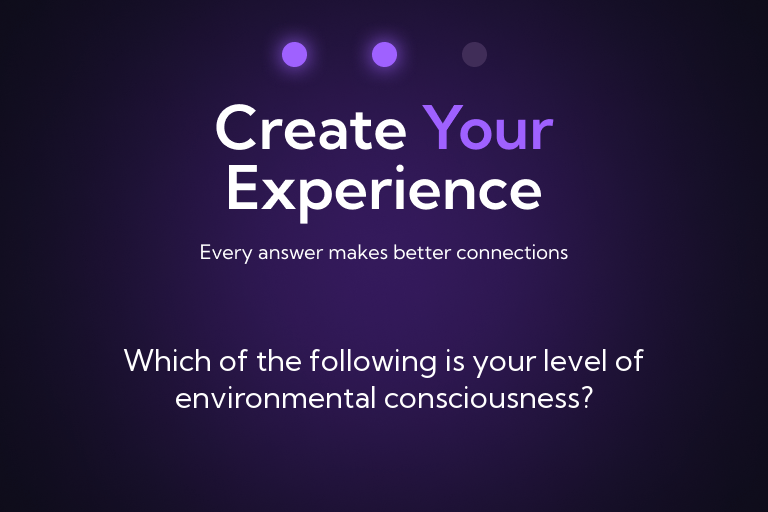 Create Your
Experience
Every answer makes better connections
Which of the following is your level of
environmental consciousness?